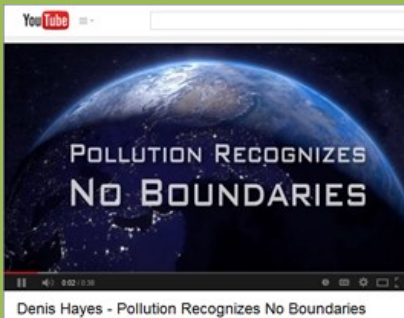 YouTube
POLLUTION RECOGNIZES
NO BOUNDARIES
0:02 / 0:38
Denis Hayes - Pollution Recognizes No Boundaries